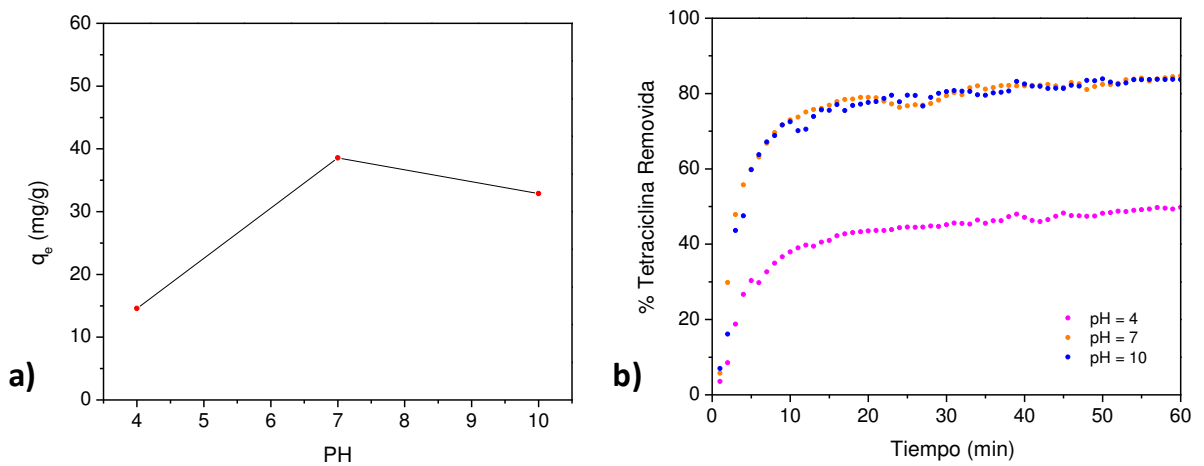 a)
q_e (mg/g)
60
50
40
30
20
10
0
4 5 6 7 8 9 10
PH
b)
% Tetraciclina Removida
100
80
60
40
20
0
pH = 4
pH = 7
pH = 10
0 10 20 30 40 50 60
Tiempo (min)